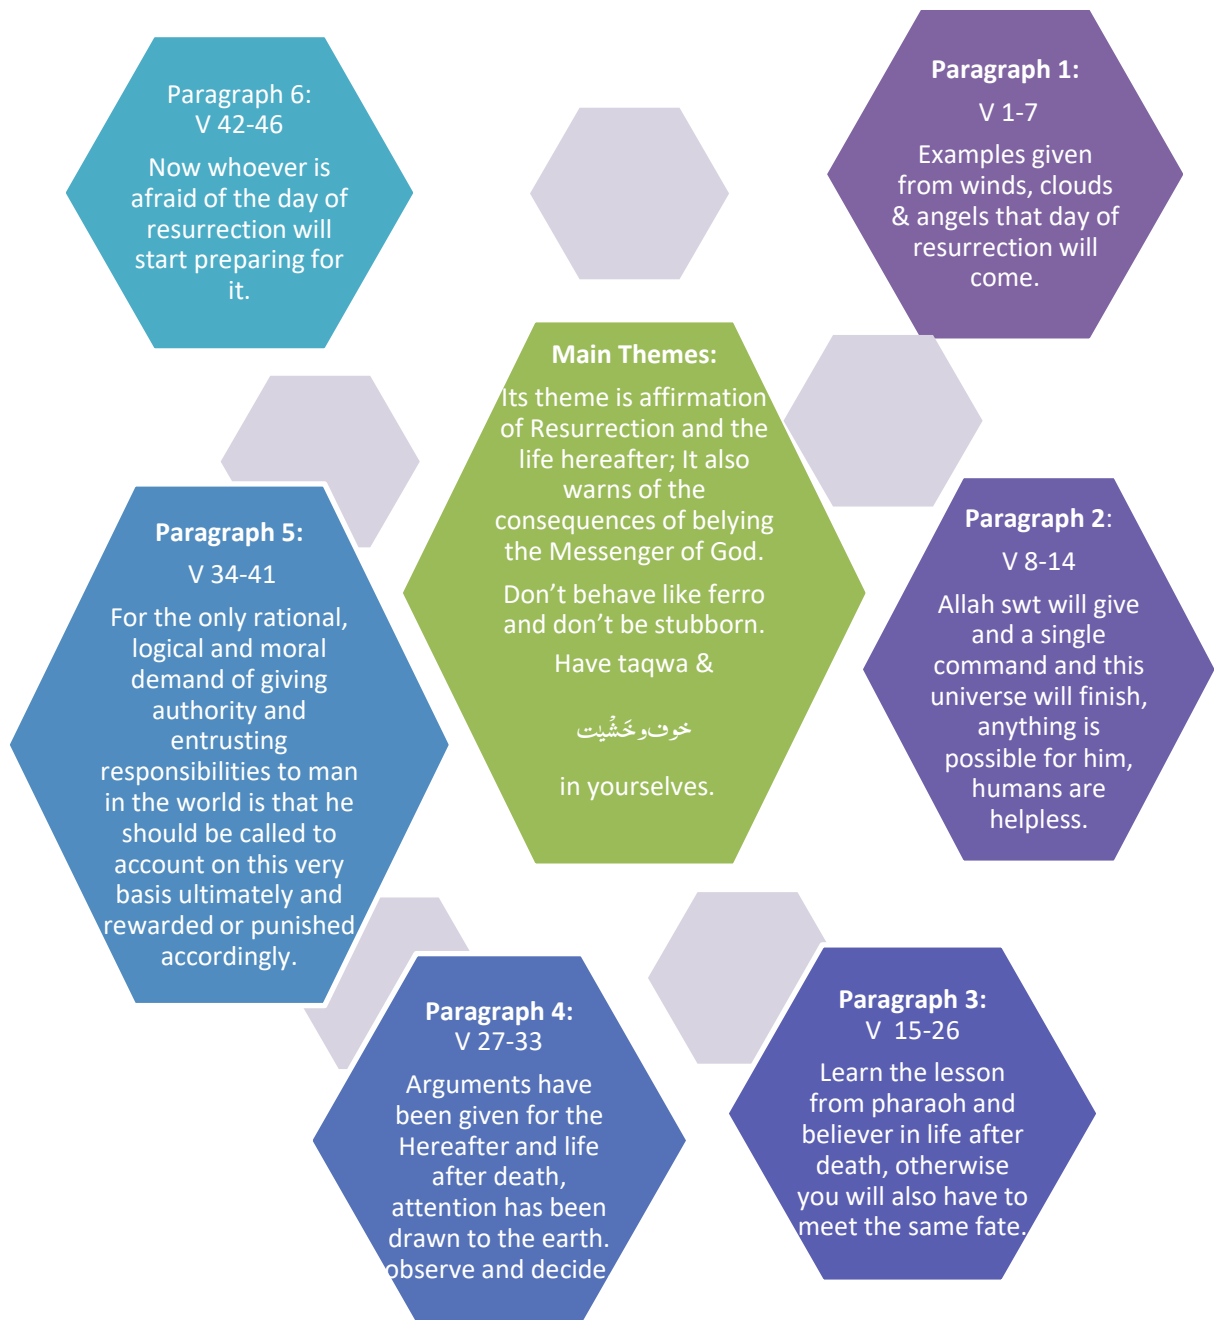 Paragraph 6:
V 42-46
Now whoever is
afraid of the day of
resurrection will
start preparing for
it.
Paragraph 1:
V 1-7
Examples given
from winds, clouds
& angels that day of
resurrection will
come.
Main Themes:
Its theme is affirmation
of Resurrection and the
life hereafter; It also
warns of the
consequences of belying
the Messenger of God.
Don’t behave like ferro
and don’t be stubborn.
Have taqwa &
خوف و خَشْیَت
in yourselves.
Paragraph 2:
V 8-14
Allah swt will give
and a single
command and this
universe will finish,
anything is
possible for him,
humans are
helpless.
Paragraph 5:
V 34-41
For the only rational,
logical and moral
demand of giving
authority and
entrusting
responsibilities to man
in the world is that he
should be called to
account on this very
basis ultimately and
rewarded or punished
accordingly.
Paragraph 4:
V 27-33
Arguments have
been given for the
Hereafter and life
after death,
attention has been
drawn to the earth.
observe and decide
Paragraph 3:
V 15-26
Learn the lesson
from pharaoh and
believer in life after
death, otherwise
you will also have to
meet the same fate.